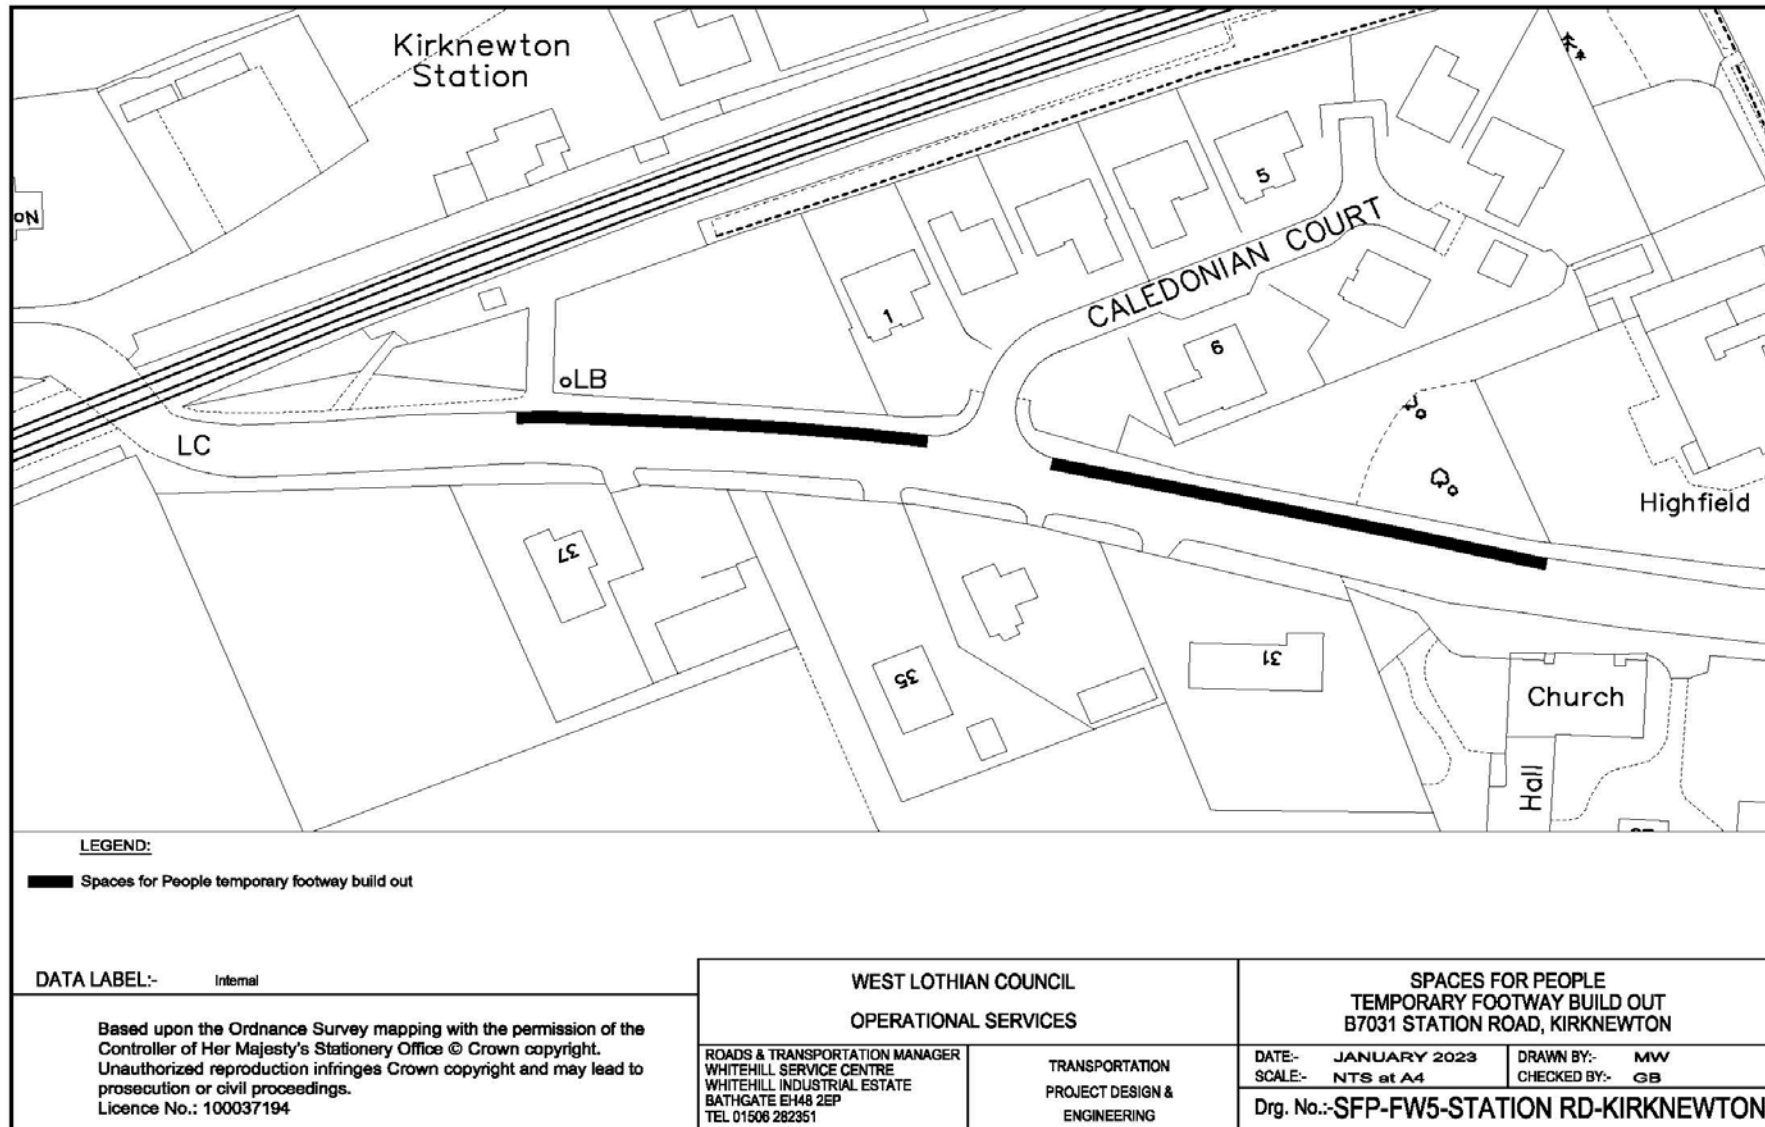 Kirknewton
Station
No
5
CALEDONIAN COURT
1
9
LB
LC
Highfield
37
35
31
Church
Hall
LEGEND:
Spaces for People temporary footway build out
DATA LABEL:- Internal
Based upon the Ordnance Survey mapping with the permission of the
Controller of Her Majesty's Stationery Office © Crown copyright.
Unauthorized reproduction infringes Crown copyright and may lead to
prosecution or civil proceedings.
Licence No.: 100037194
WEST LOTHIAN COUNCIL
OPERATIONAL SERVICES
ROADS & TRANSPORTATION MANAGER
WHITEHILL SERVICE CENTRE
WHITEHILL INDUSTRIAL ESTATE
BATHGATE EH48 2EP
TEL 01506 282351
TRANSPORTATION
PROJECT DESIGN &
ENGINEERING
SPACES FOR PEOPLE
TEMPORARY FOOTWAY BUILD OUT
B7031 STATION ROAD, KIRKNEWTON
DATE:- JANUARY 2023
SCALE:- NTS at A4
DRAWN BY:- MW
CHECKED BY:- GB
Drg. No.:-SFP-FW5-STATION RD-KIRKNEWTON